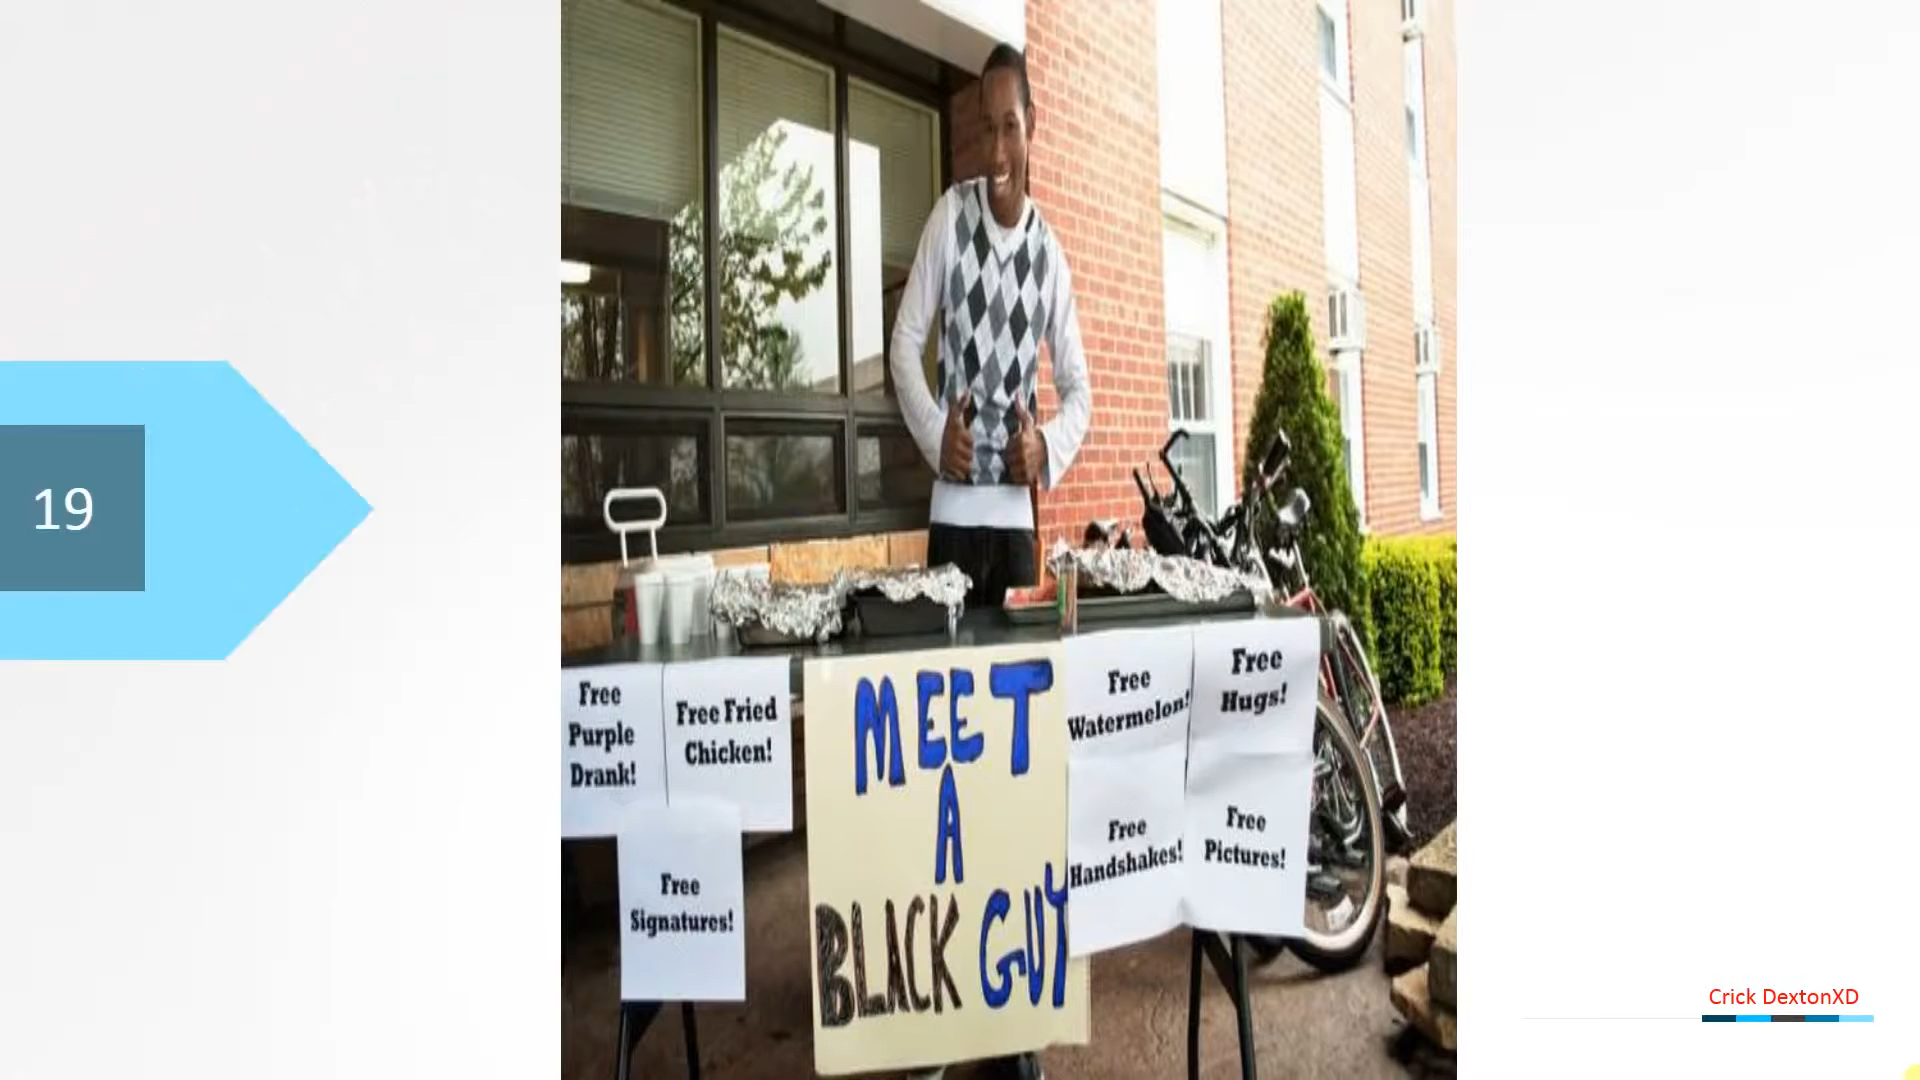 19
Free
Purple
Drank!
Free Fried
Chicken!
Free
Signatures!
MEET
A
BLACK GUY
Free
Watermelon!
Free
Hugs!
Free
Handshakes!
Free
Pictures!
Crick DextonXD